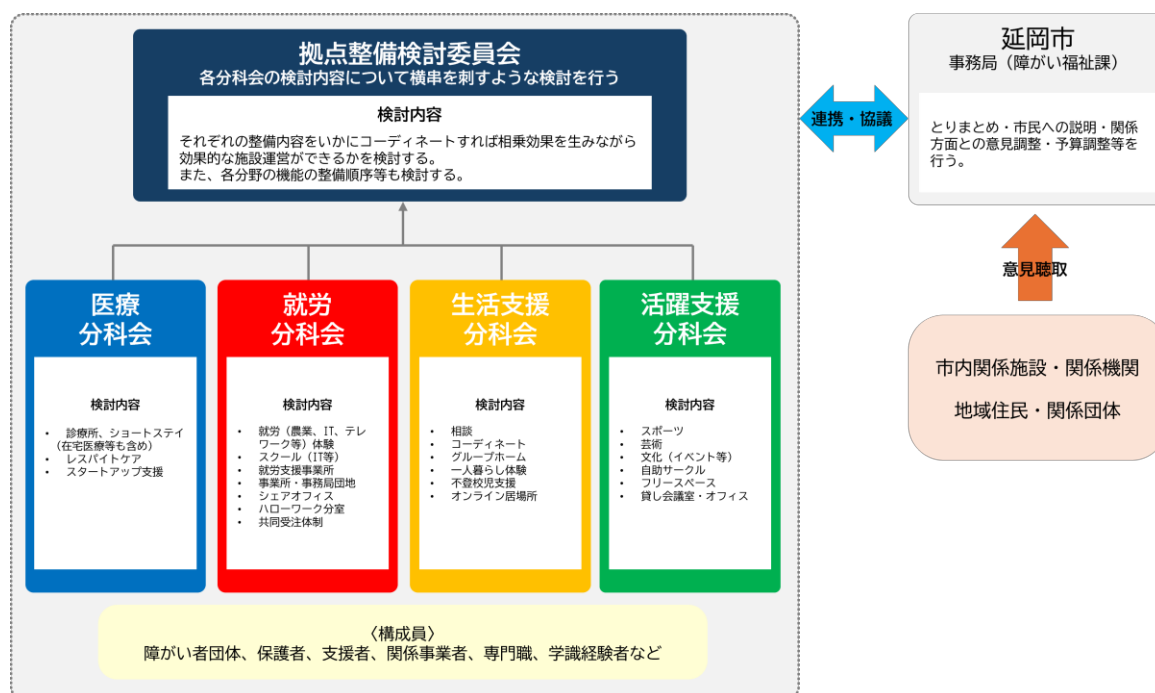 拠点整備検討委員会
各分科会の検討内容について横串を刺すような検討を行う
検討内容
それぞれの整備内容をいかにコーディネートすれば相乗効果を生みながら
効果的な施設運営ができるかを検討する。
また、各分野の機能の整備順序等も検討する。
連携・協議
延岡市
事務局（障がい福祉課）
とりまとめ・市民への説明・関係
方面との意見調整・予算調整等を
行う。
意見聴取
市内関係施設・関係機関
地域住民・関係団体
医療
分科会
検討内容
• 診療所、ショートステイ
（在宅医療等も含め）
• レスパイトケア
• スタートアップ支援
就労
分科会
検討内容
• 就労（農業、IT、テレ
ワーク等）体験
• スクール（IT等）
• 就労支援事業所
• 事業所・事務局団地
• シェアオフィス
• ハローワーク分室
• 共同受注体制
生活支援
分科会
検討内容
• 相談
• コーディネート
• グループホーム
• 一人暮らし体験
• 不登校児支援
• オンライン居場所
活躍支援
分科会
検討内容
• スポーツ
• 芸術
• 文化（イベント等）
• 自助サークル
• フリースペース
• 貸し会議室・オフィス
〈構成員〉
障がい者団体、保護者、支援者、関係事業者、専門職、学識経験者など